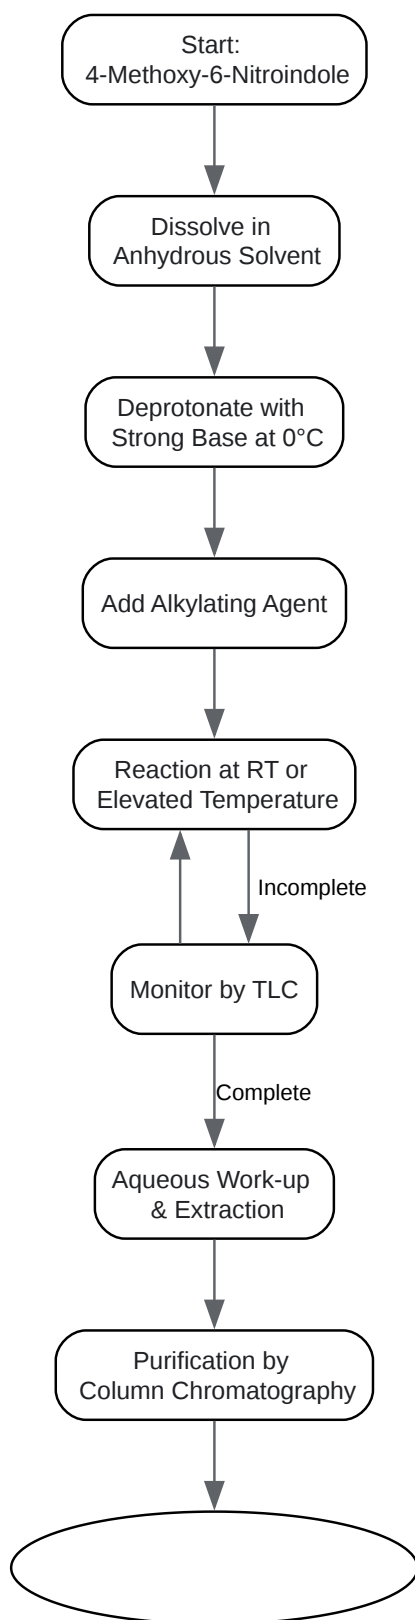 Start:
4-Methoxy-6-Nitroindole
Dissolve in
Anhydrous Solvent
Deprotonate with
Strong Base at 0°C
Add Alkylating Agent
Reaction at RT or
Elevated Temperature
Incomplete
Monitor by TLC
Complete
Aqueous Work-up
& Extraction
Purification by
Column Chromatography